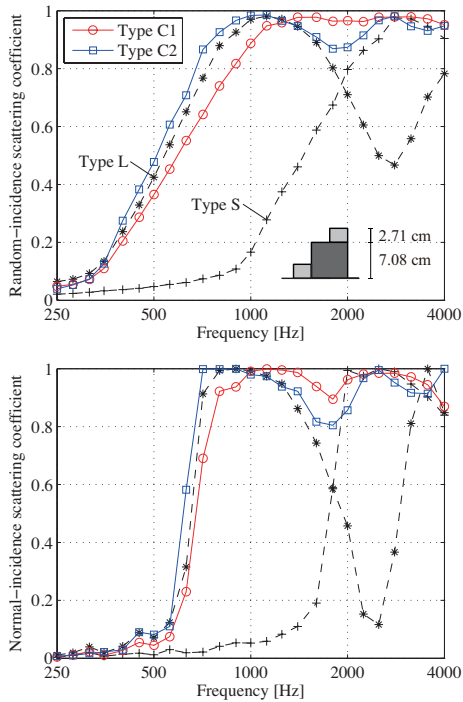 Random−incidence scattering coefficient
1
0.8
0.6
0.4
0.2
0
Type C1
Type C2
Type L
Type S
2.71 cm
7.08 cm
250 500 1000 2000 4000
Frequency [Hz]
Normal−incidence scattering coefficient
1
0.8
0.6
0.4
0.2
0
250 500 1000 2000 4000
Frequency [Hz]